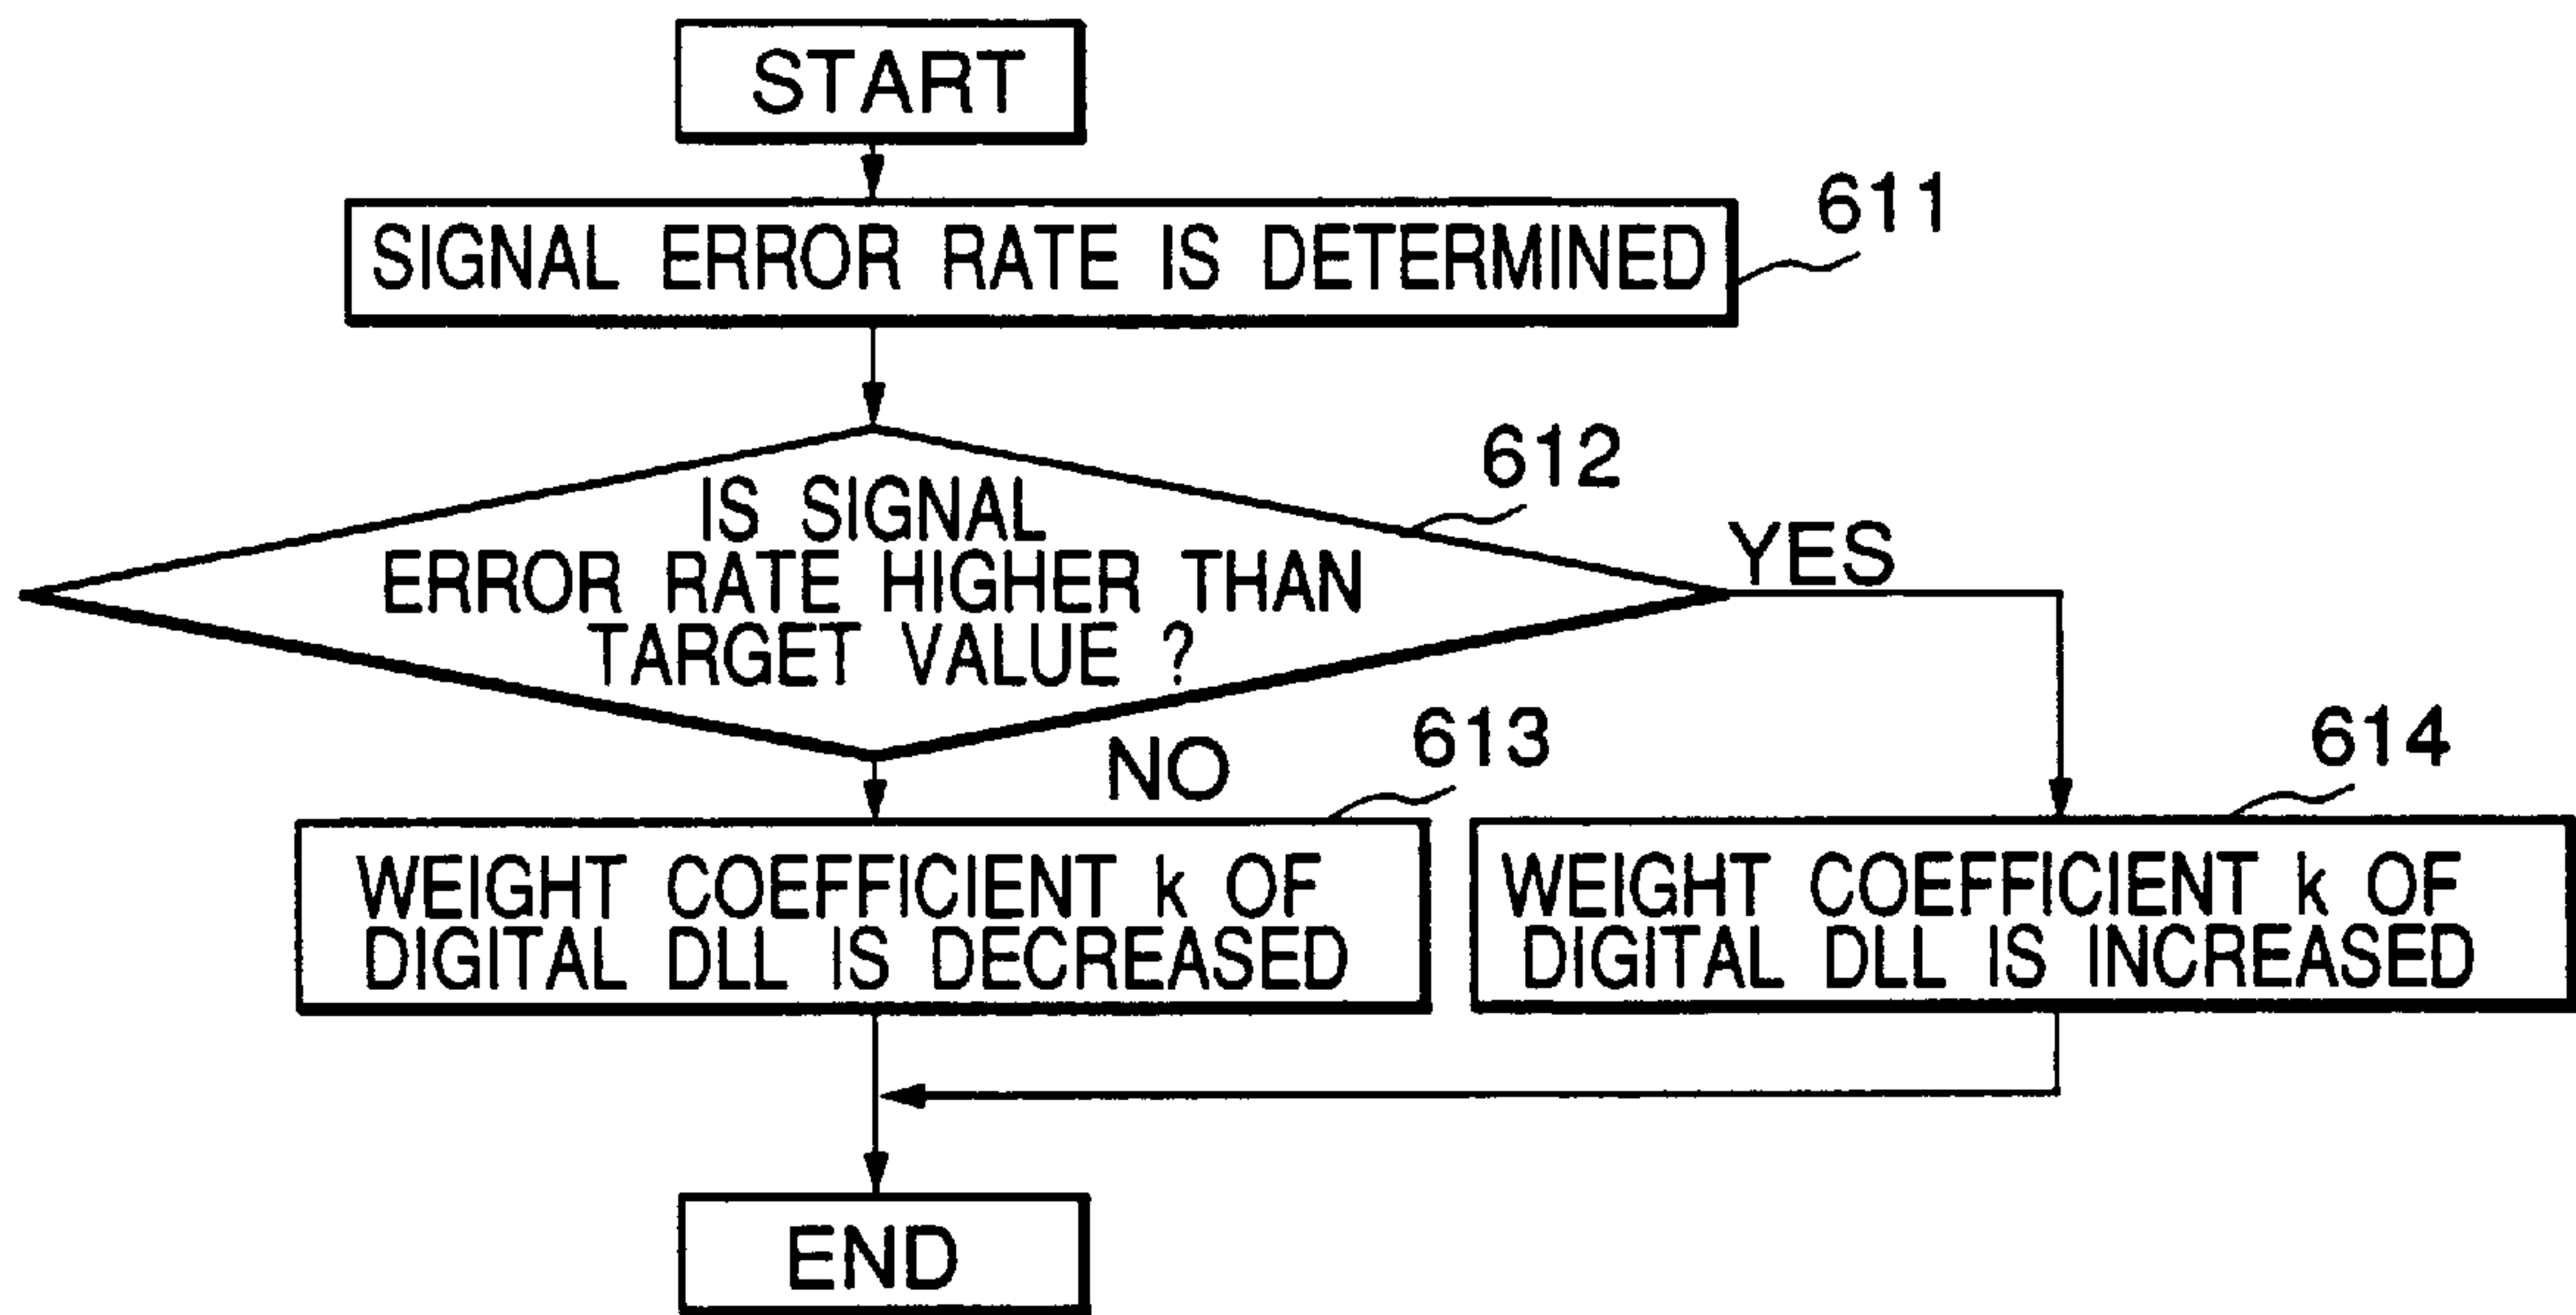 START
SIGNAL ERROR RATE IS DETERMINED
611
IS SIGNAL
ERROR RATE HIGHER THAN
TARGET VALUE ?
612
YES
NO
613
WEIGHT COEFFICIENT k OF
DIGITAL DLL IS DECREASED
614
WEIGHT COEFFICIENT k OF
DIGITAL DLL IS INCREASED
END